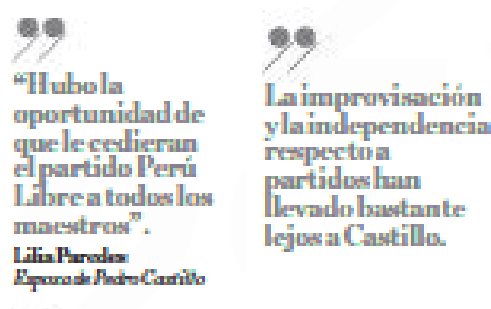 “Hubo la
oportunidad de
que le cedieran
el partido Perú
Libre a todos los
maestros”.
Lilia Paredes
Esposa de Pedro Castillo
La improvisación
y la independencia
respecto a
partidos han
llevado bastante
lejos a Castillo.